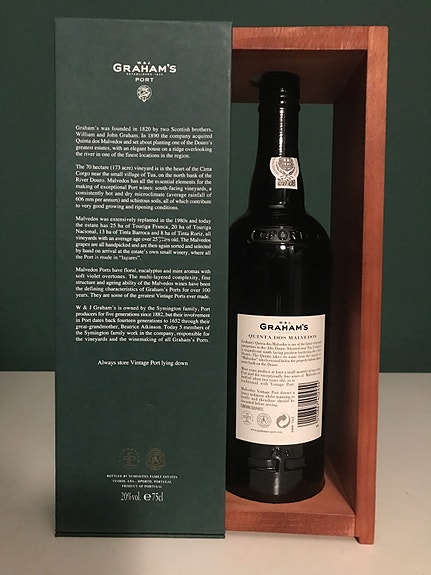 W & J
GRAHAM'S
ESTABLISHED 1820
PORT
Graham's was founded in 1820 by two Scottish brothers,
William and John Graham. In 1890 the company acquired
Quinta dos Malvedos and set about planting one of the Douro's
greatest estates, with an elegant house on a ridge overlooking
the river in one of the finest locations in the region.
The 70 hectare (173 acre) vineyard is in the heart of the Cima
Corgo near the small village of Tua, on the north bank of the
River Douro. Malvedos has all the essential elements for the
making of exceptional Port wines: south-facing vineyards, a
consistently hot and dry microclimate (average rainfall of
606 mm per annum) and schistous soils, all of which contribute
to very good growing and ripening conditions.
Malvedos was extensively replanted in the 1980s and today
the estate has 25 ha of Touriga Franca, 20 ha of Touriga
Nacional, 13 ha of Tinta Barroca and 8 ha of Tinta Roriz, all
vineyards with an average age over 25 years old. The Malvedos
grapes are all handpicked and are then again sorted and selected
by hand on arrival at the estate's own small winery, where all
the Port is made in "lagares".
Malvedos Ports have floral, eucalyptus and mint aromas with
soft violet overtones. The multi-layered complexity, fine
structure and ageing ability of the Malvedos wines have been
the defining characteristics of Graham's Ports for over 100
years. They are some of the greatest Vintage Ports ever made.
W & J Graham's is owned by the Symington family, Port
producers for five generations since 1882, but their involvement
in Port dates back fourteen generations to 1652 through their
great-grandmother, Beatrice Atkinson. Today 5 members of the
Symington family work in the company, responsible for
the vineyards and the winemaking of all Graham's Ports.
Always store Vintage Port lying down
BOTTLED BY SYMINGTON FAMILY ESTATES
VINHOS, LDA., OPORTO, PORTUGAL
PRODUCT OF PORTUGAL
20%vol. e75cl
PORTO
W & J
GRAHAM'S
QUINTA DOS MALVEDOS